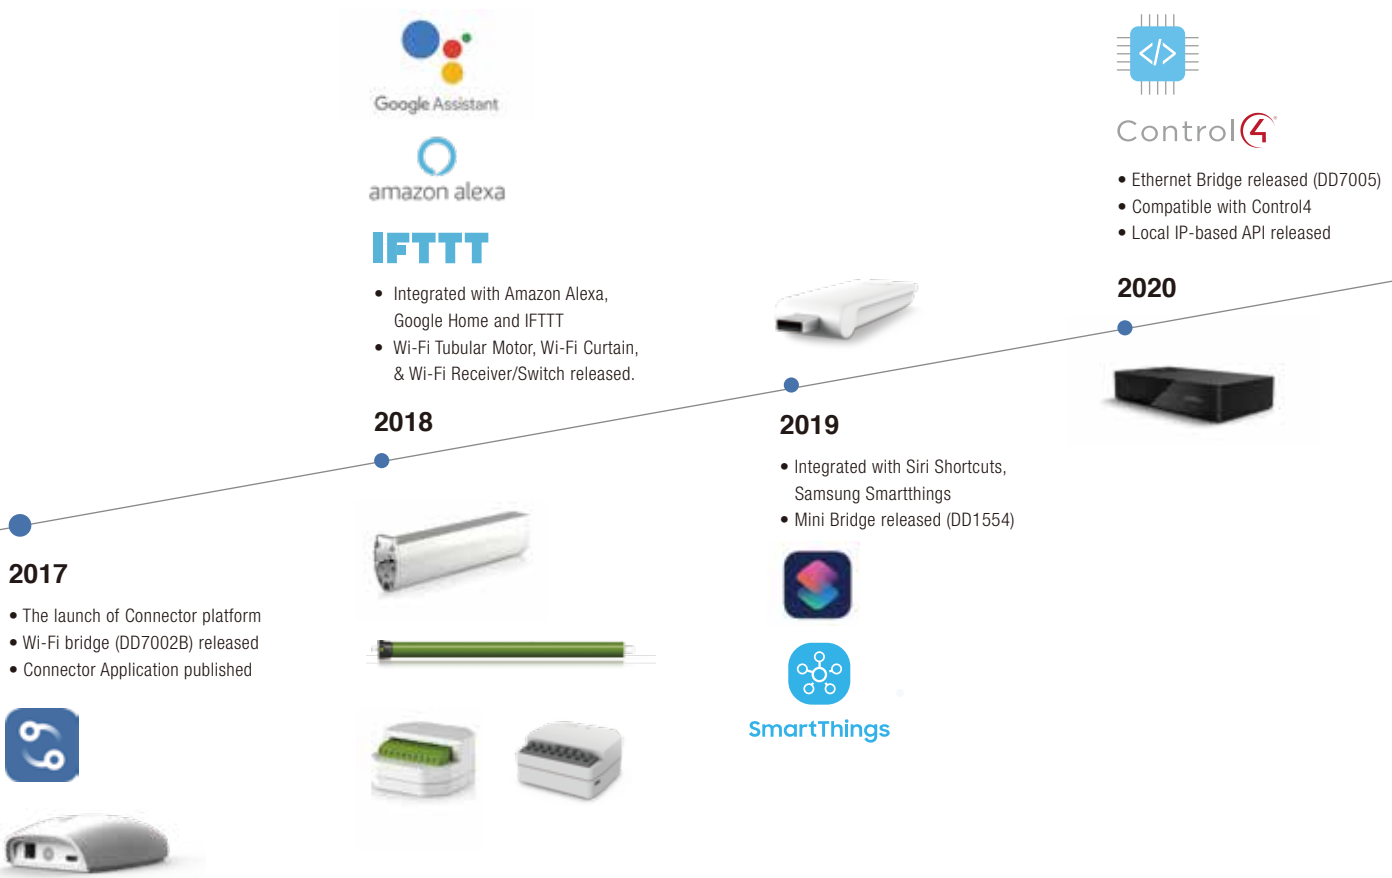 2017
• The launch of Connector platform
• Wi-Fi bridge (DD7002B) released
• Connector Application published
Google Assistant
amazon alexa
IFTTT
• Integrated with Amazon Alexa,
Google Home and IFTTT
• Wi-Fi Tubular Motor, Wi-Fi Curtain,
& Wi-Fi Receiver/Switch released.
2018
2019
• Integrated with Siri Shortcuts,
Samsung Smartthings
• Mini Bridge released (DD1554)
SmartThings
</>
Control4
• Ethernet Bridge released (DD7005)
• Compatible with Control4
• Local IP-based API released
2020